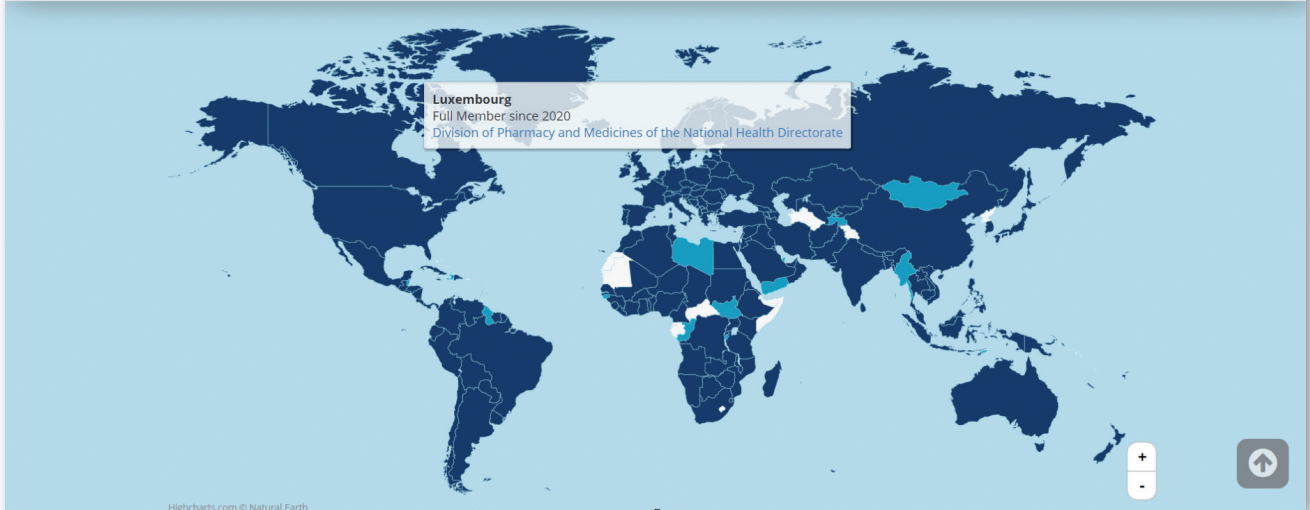 Luxembourg
Full Member since 2020
Division of Pharmacy and Medicines of the National Health Directorate
+
-
Highcharts.com © Natural Earth